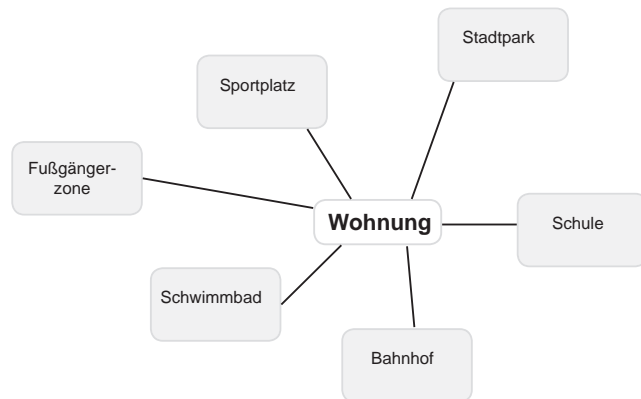 Stadtpark
Sportplatz
Fußgänger-
zone
Wohnung
Schule
Schwimmbad
Bahnhof